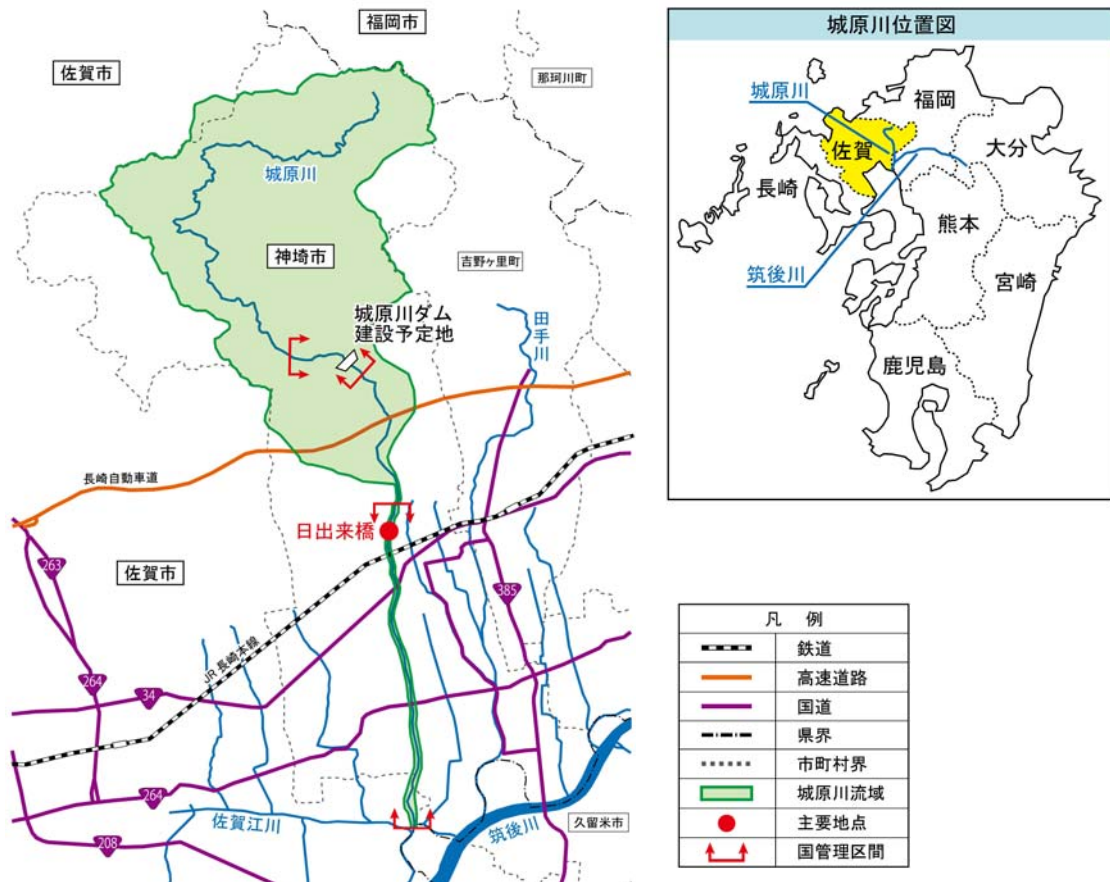 福岡市
佐賀市
那珂川町
城原川
神埼市
吉野ヶ里町
城原川ダム
建設予定地
田手川
長崎自動車道
日出来橋
263
佐賀市
385
JR 長崎本線
264
34
264
佐賀江川
筑後川
久留米市
208
城原川位置図
城原川
福岡
佐賀
大分
長崎
熊本
筑後川
宮崎
鹿児島
凡 例
鉄道
高速道路
国道
県界
市町村界
城原川流域
主要地点
国管理区間